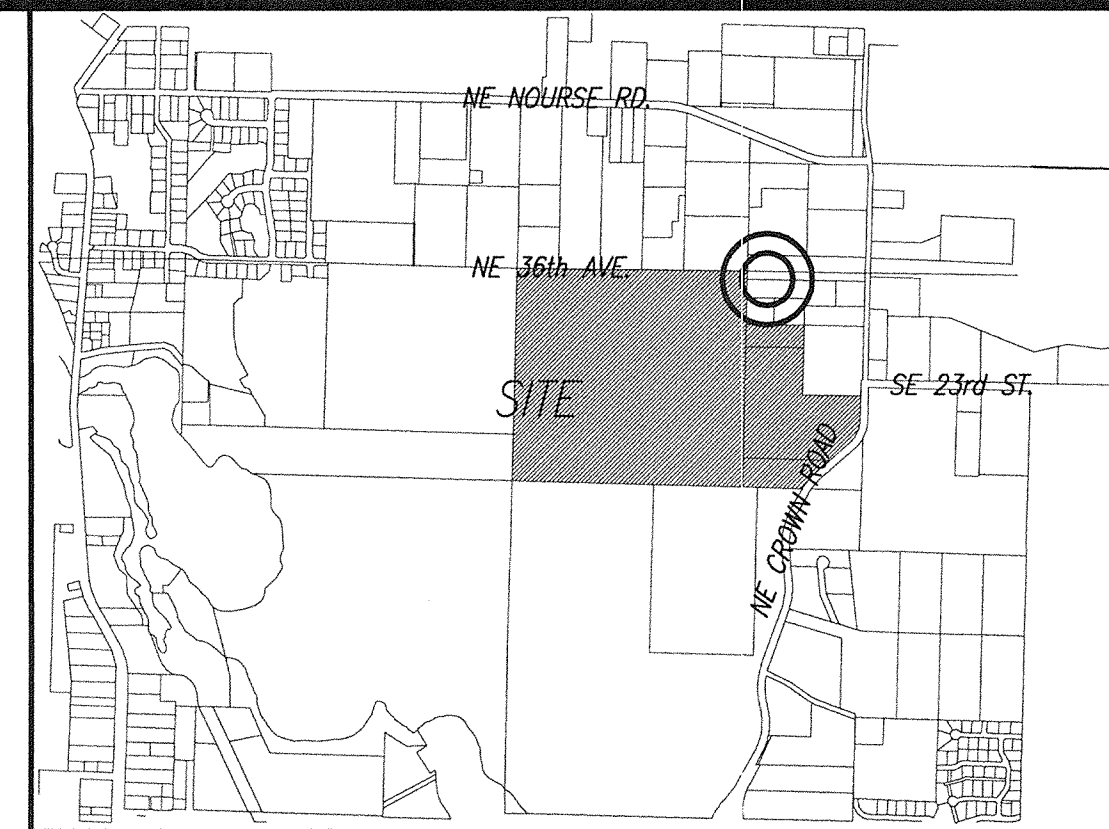 NE NOURSE RD.
NE 36th AVE.
SITE
SE 23rd ST.
NE CROWN ROAD